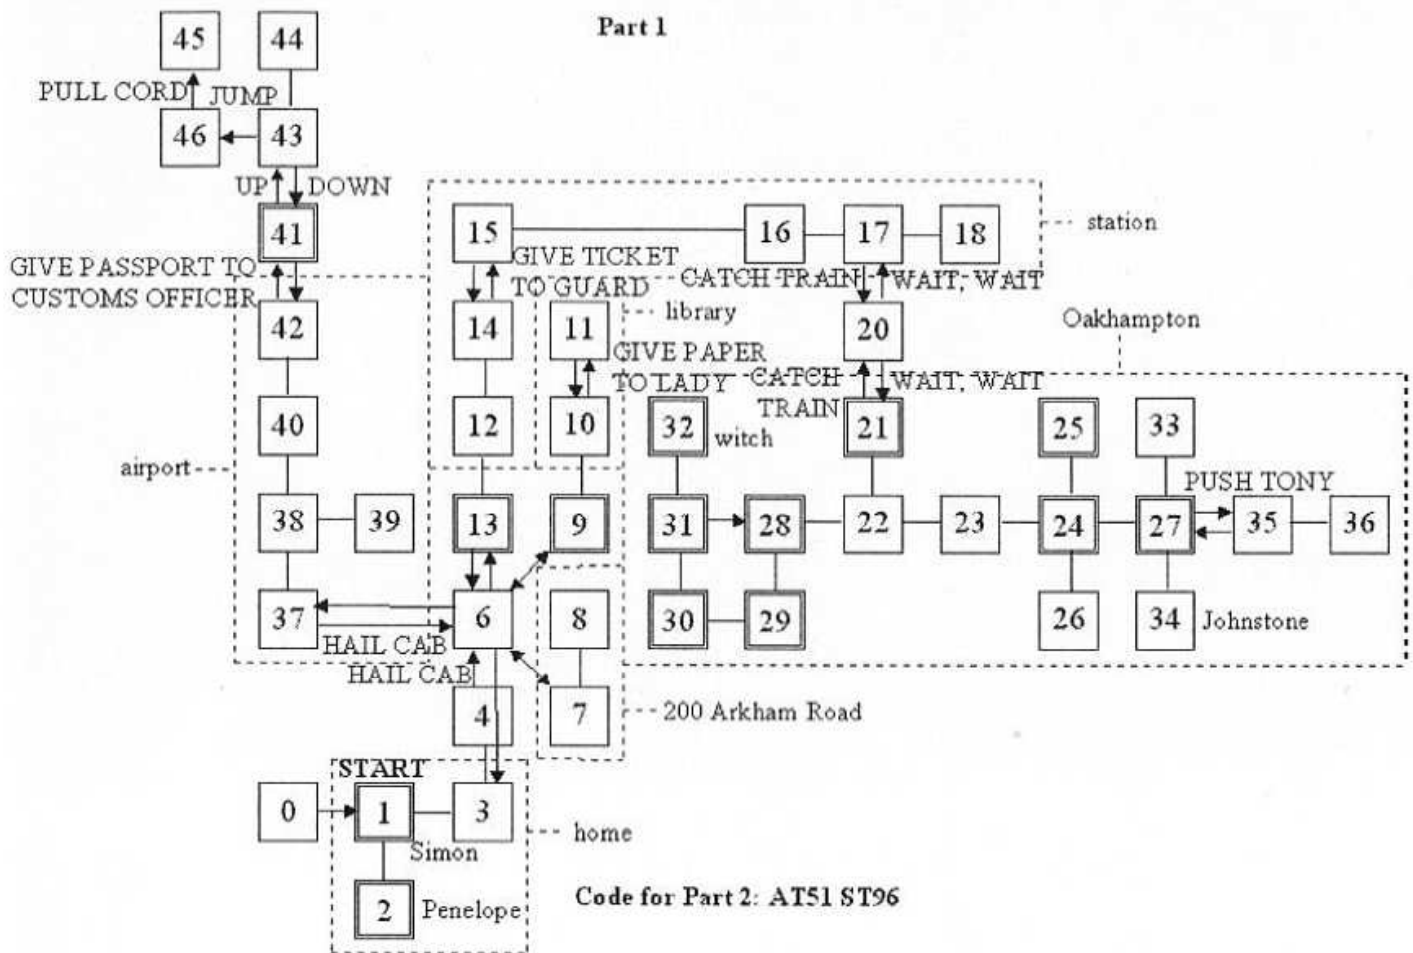 Part 1
45 44
PULL CORD JUMP
46 43
UP DOWN
41 15 16 17 18 station
GIVE PASSPORT TO
CUSTOMS OFFICER
GIVE TICKET
TO GUARD
CATCH TRAIN WAIT, WAIT
42 14 11 library 20 Oakhampton
GIVE PAPER
TO LADY
CATCH
TRAIN
WAIT, WAIT
40 12 10 32 witch 21 25 33
airport
PUSH TONY
38 39 13 9 31 28 22 23 24 27 35 36
37 6 8 30 29 26 34 Johnstone
HAIL CAB
HAIL CAB
4 7 200 Arkham Road
START
0 1 3 home
Simon
2 Penelope
Code for Part 2: AT51 ST96